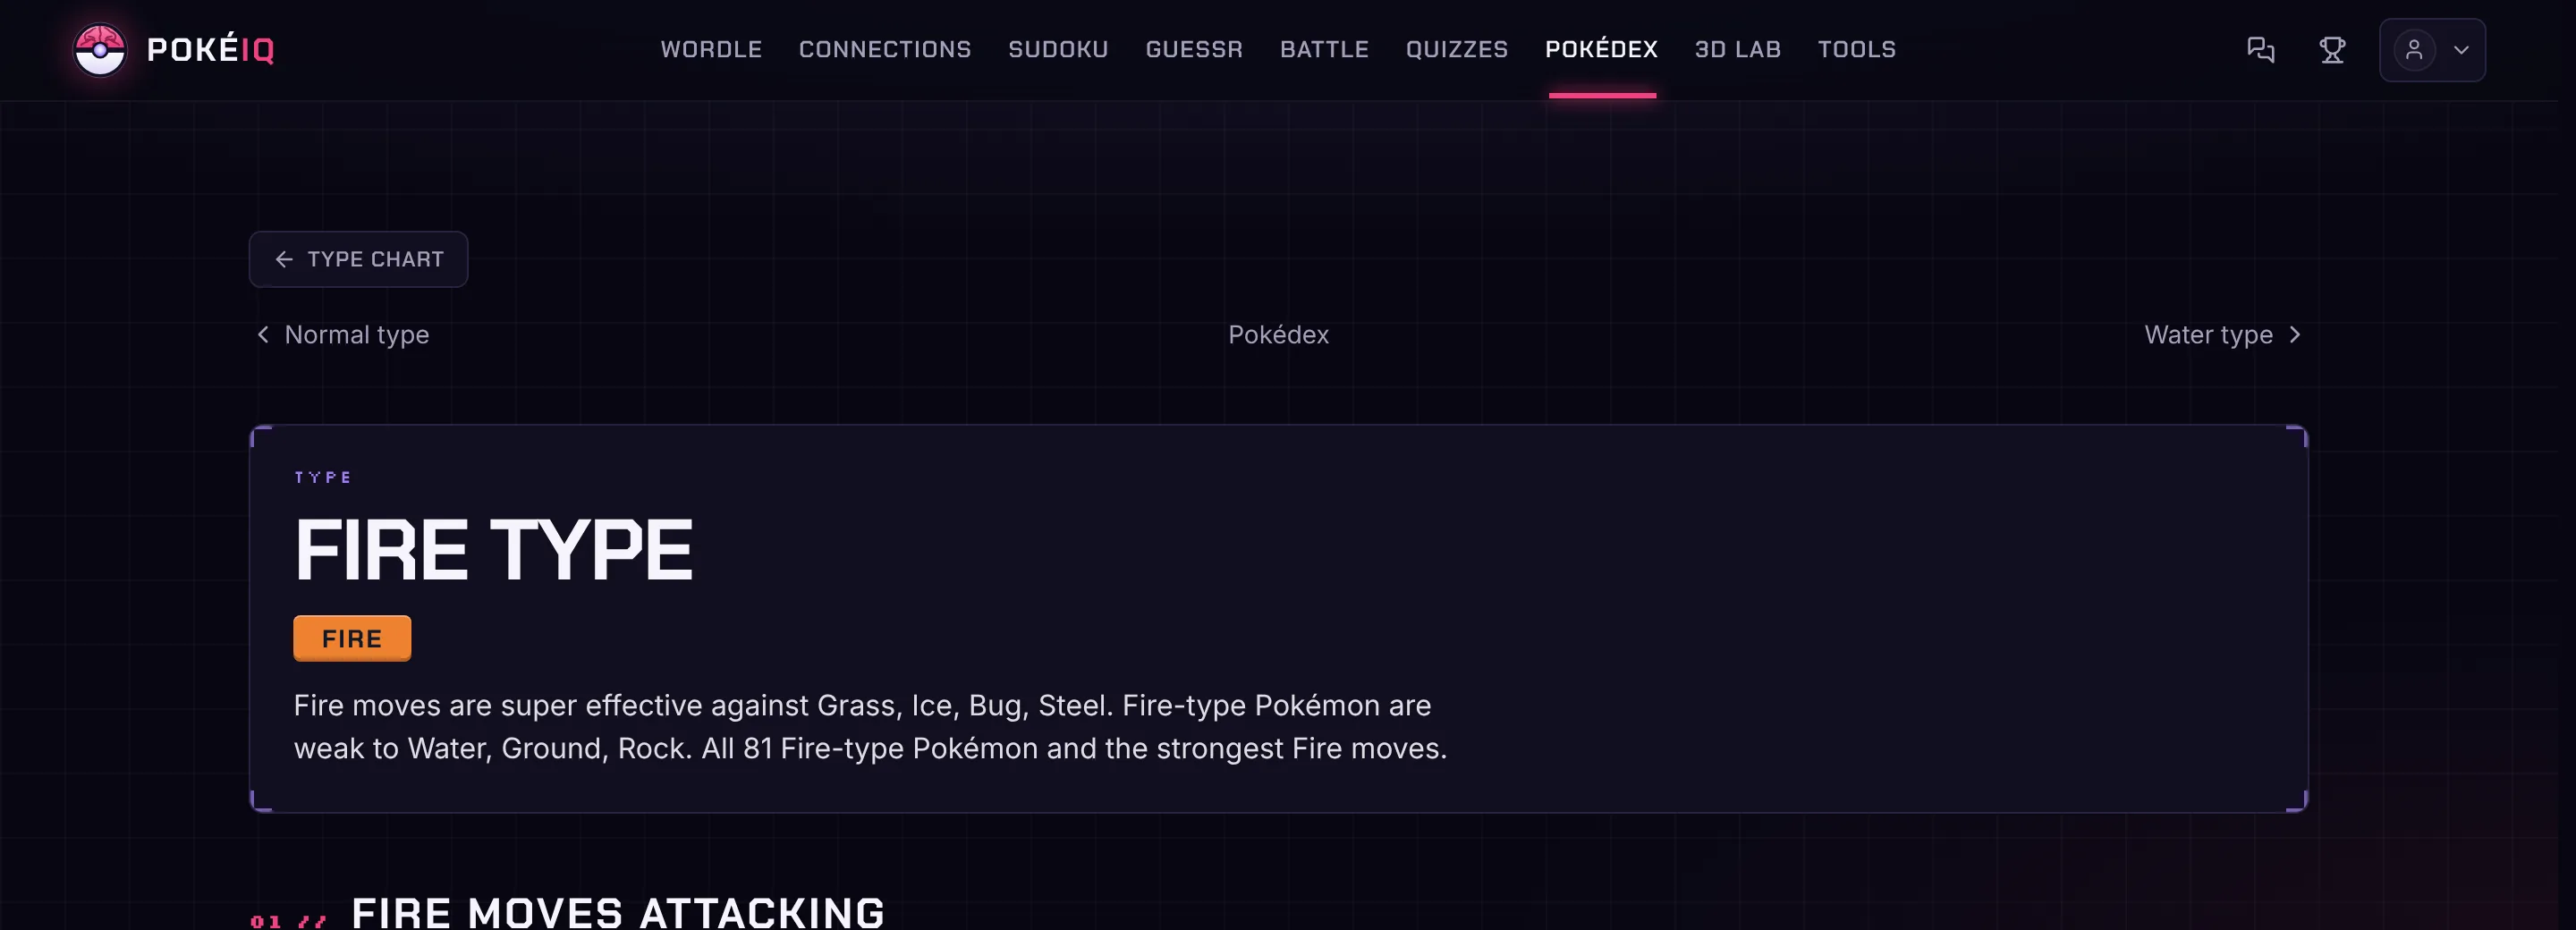 POKÉIQ
WORDLE CONNECTIONS SUDOKU GUESSR BATTLE QUIZZES POKÉDEX 3D LAB TOOLS
TYPE CHART
Normal type Pokédex Water type
TYPE
FIRE TYPE
FIRE
Fire moves are super effective against Grass, Ice, Bug, Steel. Fire-type Pokémon are
weak to Water, Ground, Rock. All 81 Fire-type Pokémon and the strongest Fire moves.
01 // FIRE MOVES ATTACKING